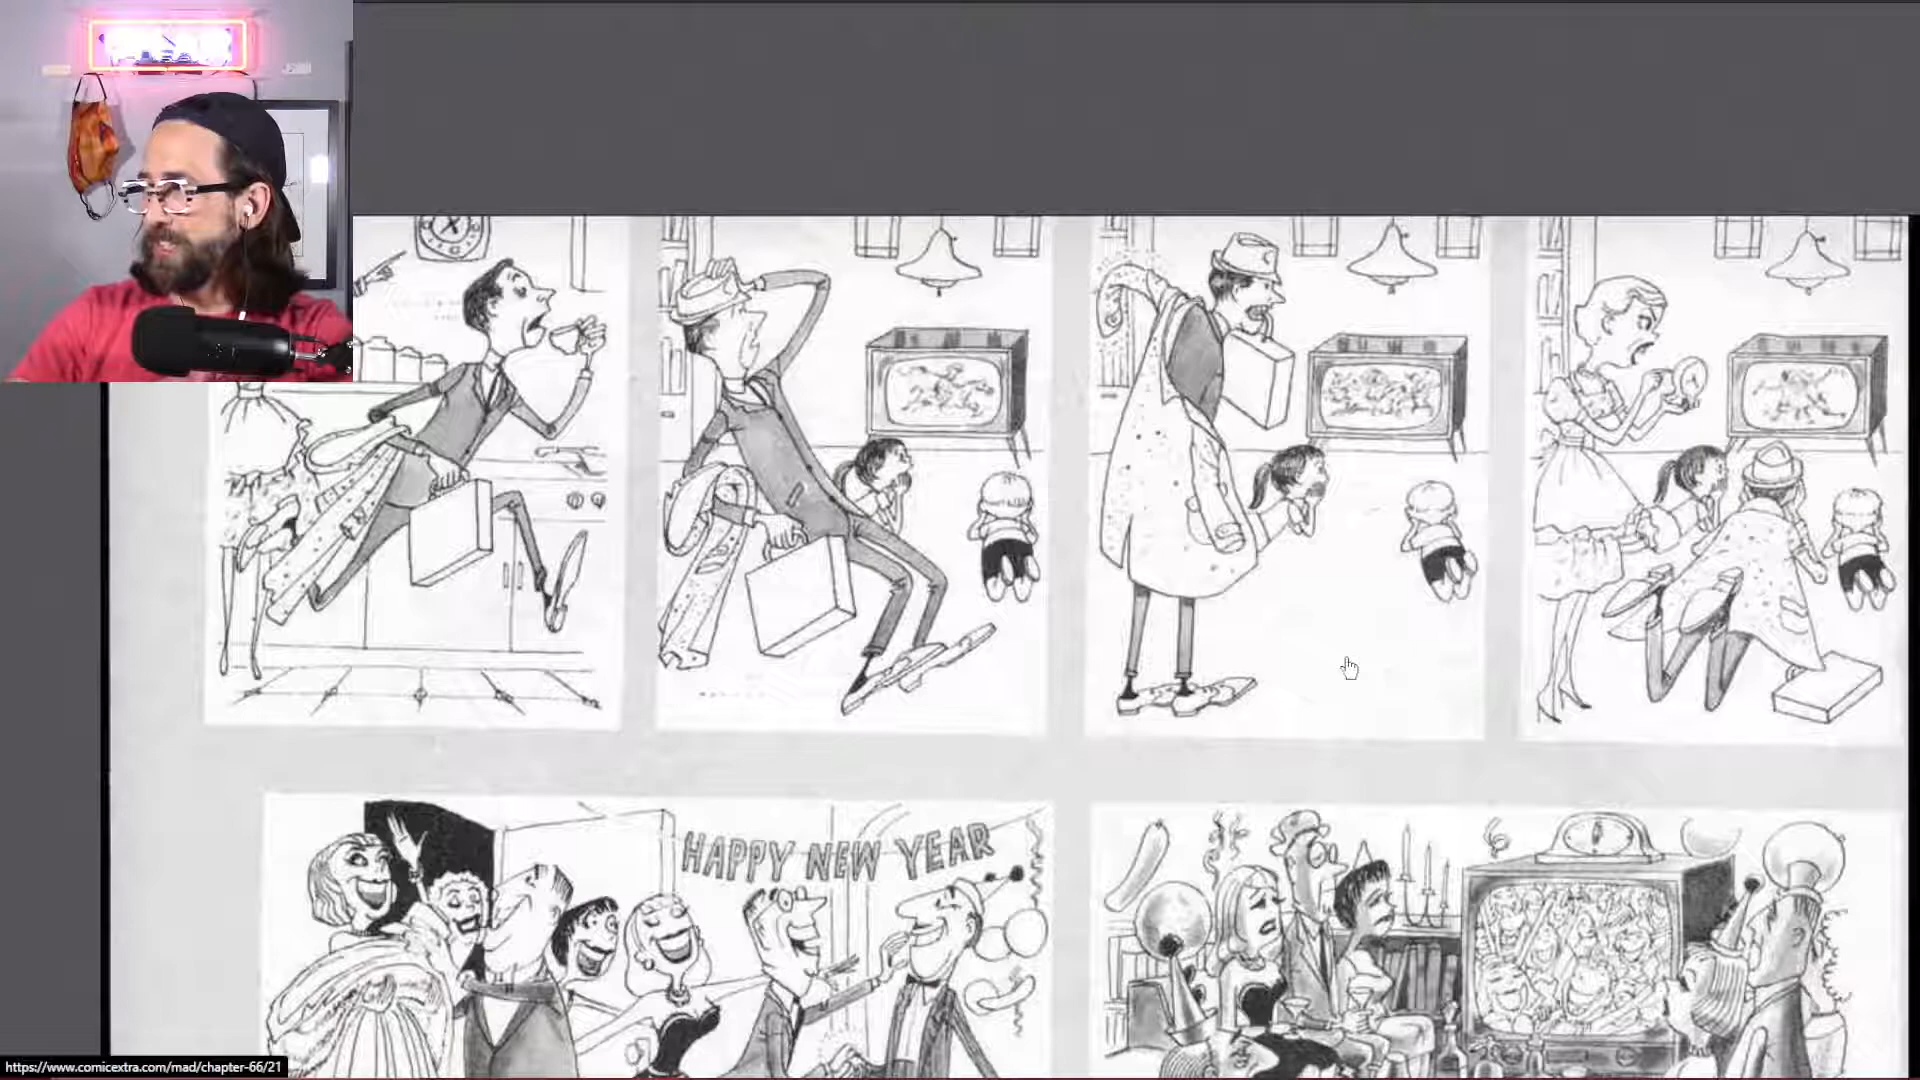 HAPPY NEW YEAR
https://www.comicextra.com/mad/chapter-66/21